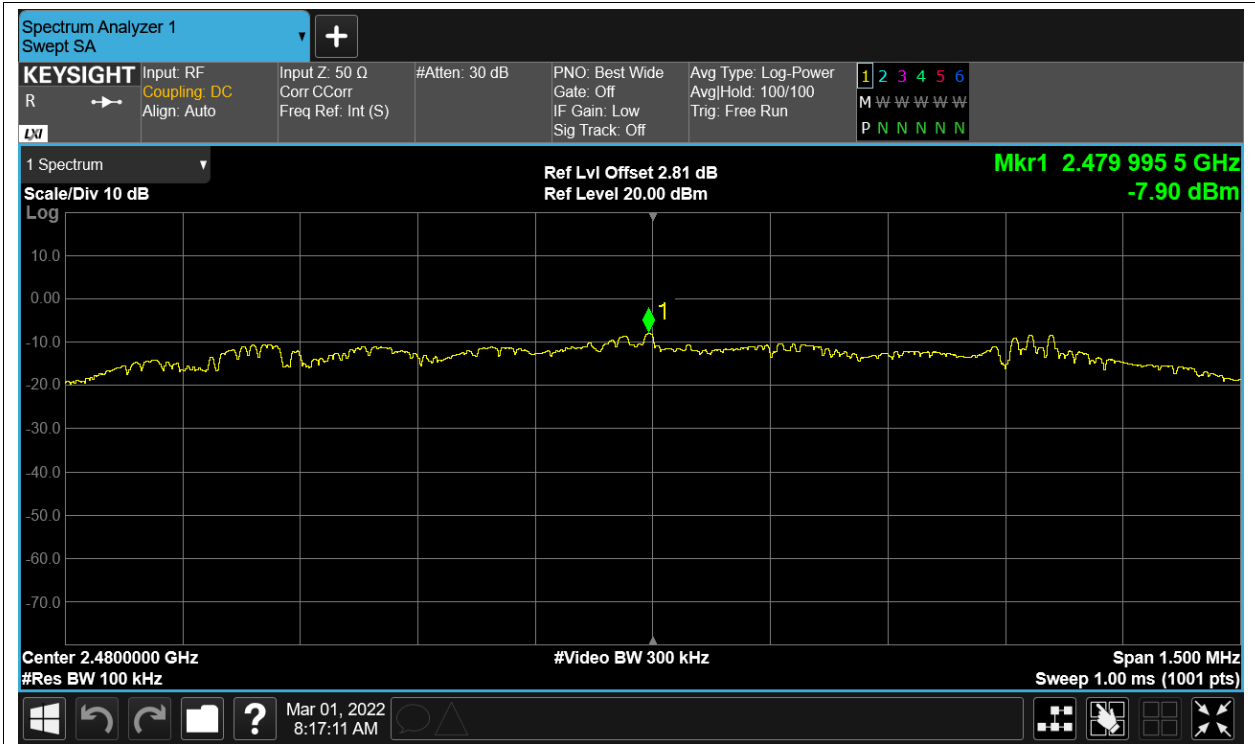 Spectrum Analyzer 1
Swept SA
KEYSIGHT
R
LXI
Input: RF
Coupling: DC
Align: Auto
Input Z: 50 Ω
Corr CCorr
Freq Ref: Int (S)
#Atten: 30 dB
PNO: Best Wide
Gate: Off
IF Gain: Low
Sig Track: Off
Avg Type: Log-Power
Avg|Hold: 100/100
Trig: Free Run
1 2 3 4 5 6
M W W W W W
P N N N N N
1 Spectrum
Scale/Div 10 dB
Ref Lvl Offset 2.81 dB
Ref Level 20.00 dBm
Mkr1 2.479 995 5 GHz
-7.90 dBm
Log
10.0
0.00
-10.0
-20.0
-30.0
-40.0
-50.0
-60.0
-70.0
1
Center 2.4800000 GHz
#Res BW 100 kHz
#Video BW 300 kHz
Span 1.500 MHz
Sweep 1.00 ms (1001 pts)
?
Mar 01, 2022
8:17:11 AM